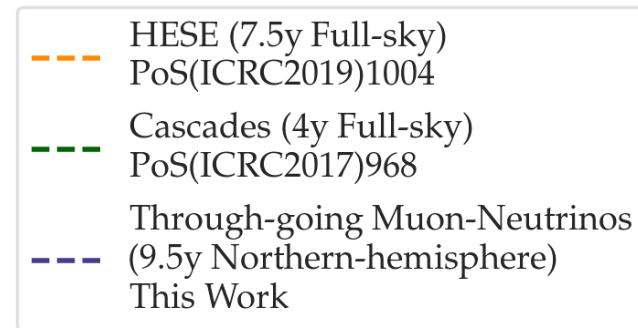 HESE (7.5y Full-sky)
PoS(ICRC2019)1004
Cascades (4y Full-sky)
PoS(ICRC2017)968
Through-going Muon-Neutrinos
(9.5y Northern-hemisphere)
This Work